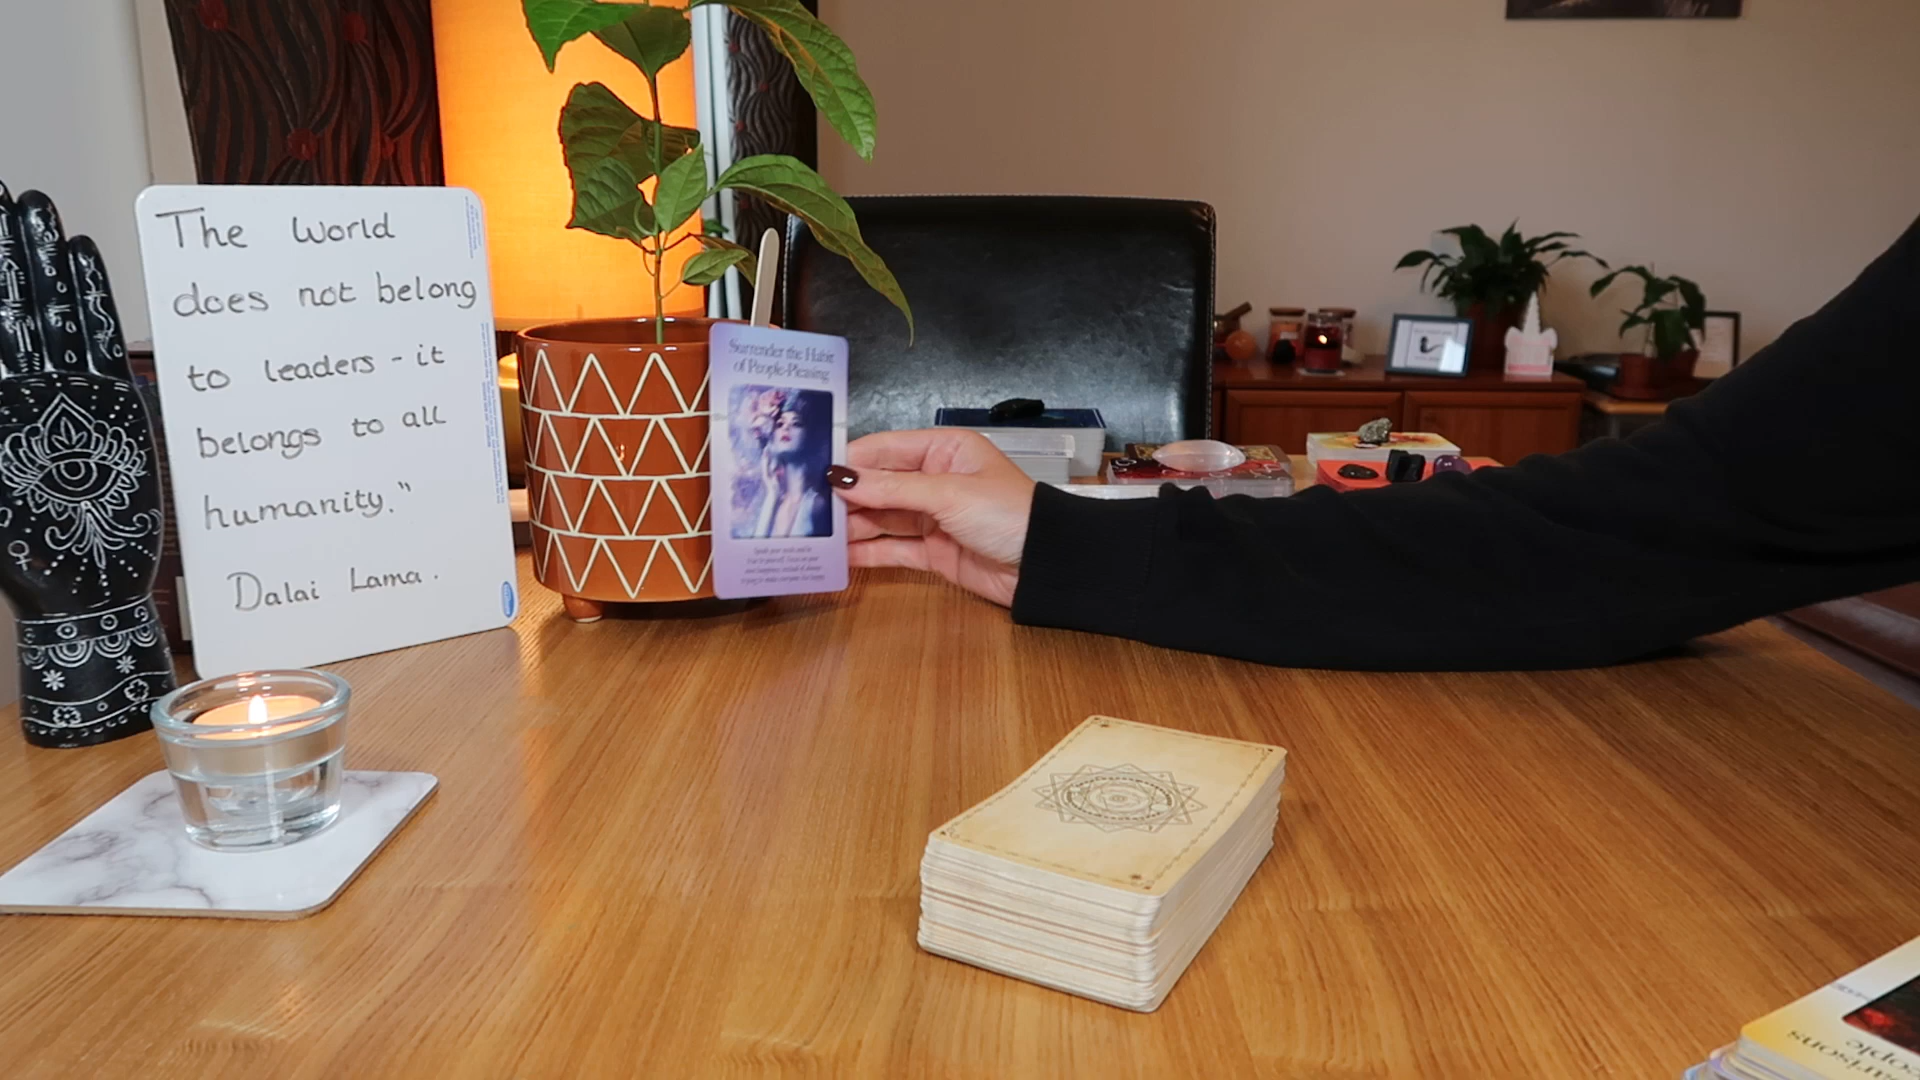 The World
does not belong
to leaders - it
belongs to all
humanity."
Dalai Lama.
Surrender the Habit
of People-Pleasing